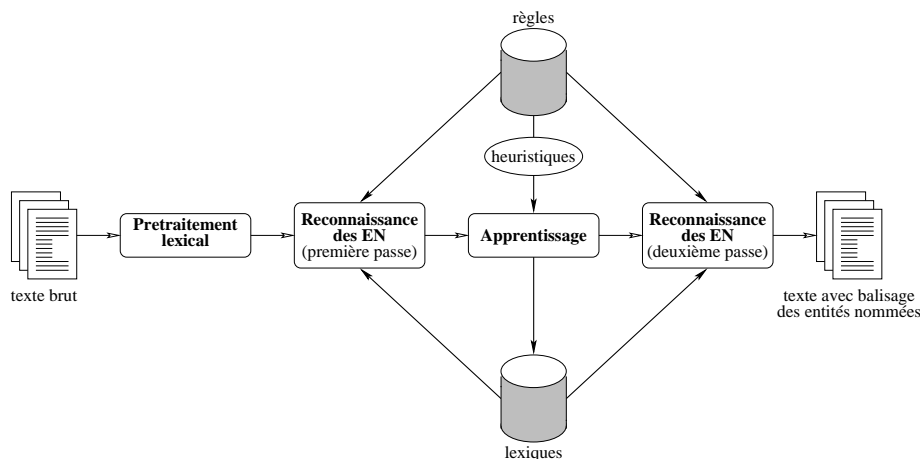 règles
heuristiques
Pretraitement
lexical
Reconnaissance
des EN
(première passe)
Apprentissage
Reconnaissance
des EN
(deuxième passe)
texte brut
texte avec balisage
des entités nommées
lexiques